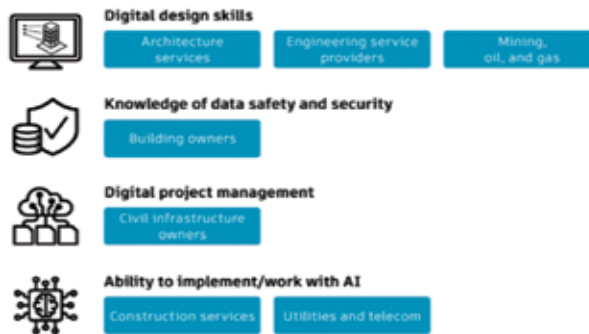 Digital design skills
Architecture
services
Engineering service
providers
Mining,
oil, and gas
Knowledge of data safety and security
Building owners
Digital project management
Civil infrastructure
owners
Ability to implement/work with AI
Construction services
Utilities and telecom